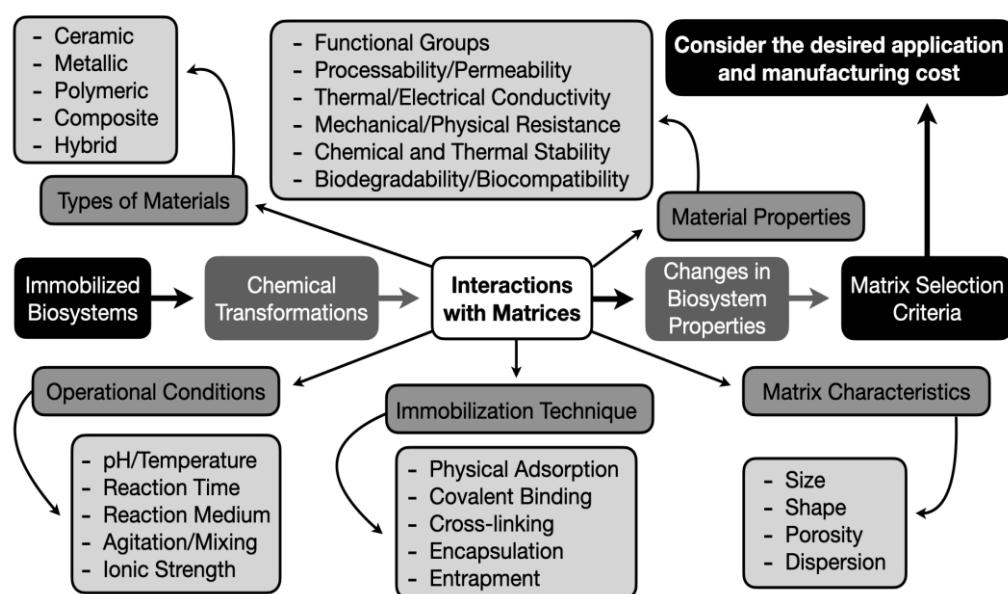 - Ceramic
- Metallic
- Polymeric
- Composite
- Hybrid
Types of Materials
- Functional Groups
- Processability/Permeability
- Thermal/Electrical Conductivity
- Mechanical/Physical Resistance
- Chemical and Thermal Stability
- Biodegradability/Biocompatibility
Material Properties
Consider the desired application
and manufacturing cost
Immobilized
Biosystems
Chemical
Transformations
Interactions
with Matrices
Changes in
Biosystem
Properties
Matrix Selection
Criteria
Operational Conditions
- pH/Temperature
- Reaction Time
- Reaction Medium
- Agitation/Mixing
- Ionic Strength
Immobilization Technique
- Physical Adsorption
- Covalent Binding
- Cross-linking
- Encapsulation
- Entrapment
Matrix Characteristics
- Size
- Shape
- Porosity
- Dispersion